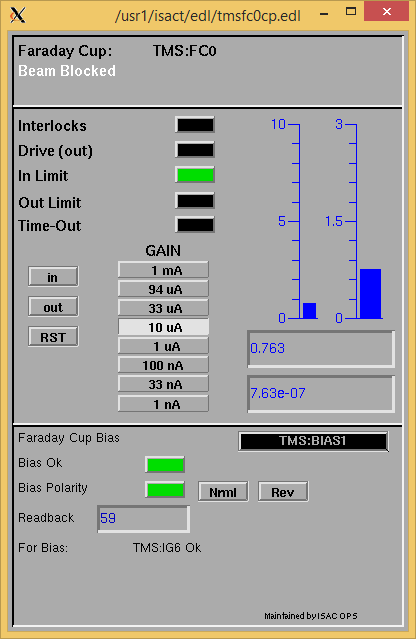 /usr1/isact/edl/tmsfc0cp.edl
Faraday Cup: TMS:FC0
Beam Blocked
Interlocks
Drive (out)
In Limit
Out Limit
Time-Out
10
5
0
3
1.5
0
GAIN
1 mA
94 uA
33 uA
10 uA
1 uA
100 nA
33 nA
1 nA
in
out
RST
0.763
7.63e-07
Faraday Cup Bias TMS:BIAS1
Bias Ok
Bias Polarity Nrml Rev
Readback 59
For Bias: TMS:IG6 Ok
Maintained by ISAC OPS